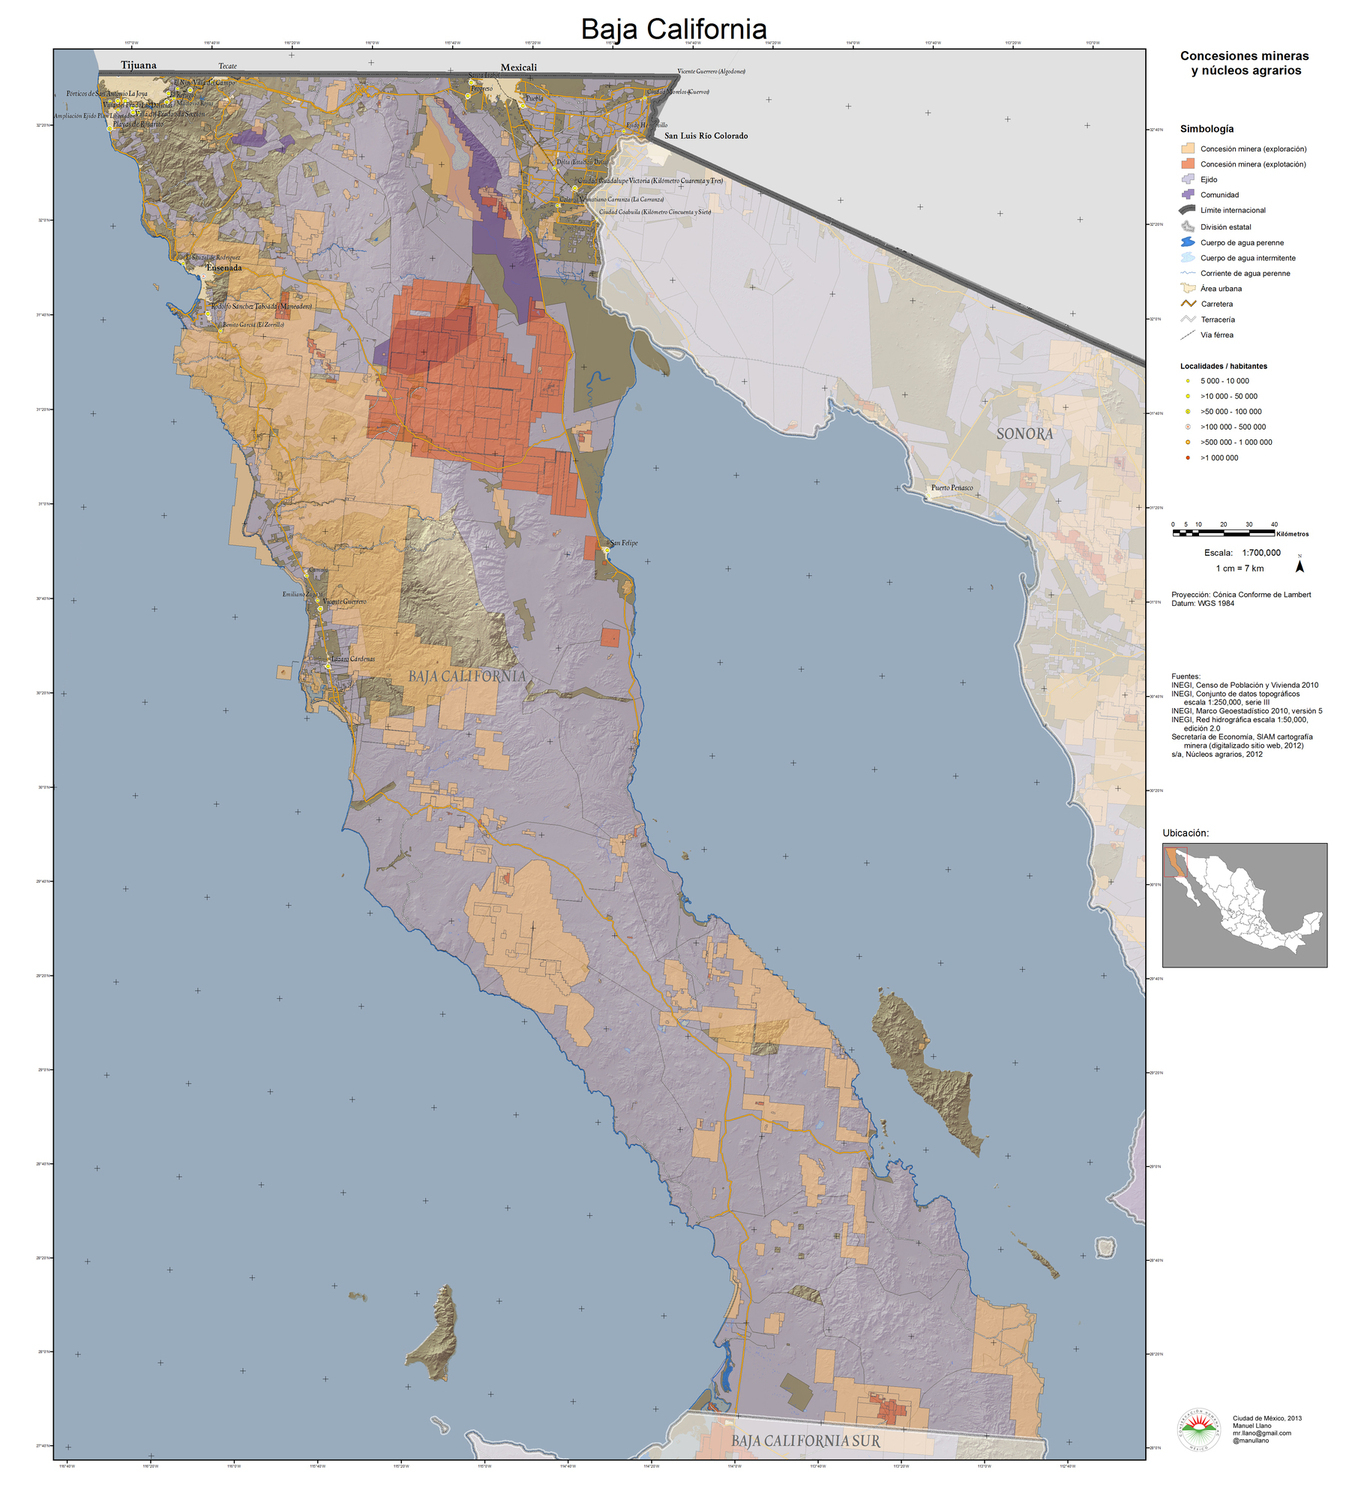 Baja California
Tijuana
Tecate
Mexicali
Vicente Guerrero (Algodones)
Progreso
Puebla
Pórticos de San Antonio
La Joya
San Luis Río Colorado
Ciudad Guadalupe Victoria (Kilómetro Cuarenta y Tres)
Venustiano Carranza (La Carranza)
Ciudad Coahuila (Kilómetro Cincuenta y Siete)
Ensenada
Rodolfo Sánchez Taboada (Maneadero)
Benito García (El Zorrillo)
SONORA
Puerto Peñasco
San Felipe
Emiliano Zapata
Vicente Guerrero
Lázaro Cárdenas
BAJA CALIFORNIA
BAJA CALIFORNIA SUR
Concesiones mineras
y núcleos agrarios
Simbología
Concesión minera (exploración)
Concesión minera (explotación)
Ejido
Comunidad
Límite internacional
División estatal
Cuerpo de agua perenne
Cuerpo de agua intermitente
Corriente de agua perenne
Área urbana
Carretera
Terracería
Vía férrea
Localidades / habitantes
5 000 - 10 000
>10 000 - 50 000
>50 000 - 100 000
>100 000 - 500 000
>500 000 - 1 000 000
>1 000 000
0 5 10 20 30 40
Kilómetros
Escala: 1:700,000
1 cm = 7 km
N
Proyección: Cónica Conforme de Lambert
Datum: WGS 1984
Fuentes:
INEGI, Censo de Población y Vivienda 2010
INEGI, Conjunto de datos topográficos
escala 1:250,000, serie III
INEGI, Marco Geoestadístico 2010, versión 5
INEGI, Red hidrográfica escala 1:50,000,
edición 2.0
Secretaría de Economía, SIAM cartografía
minera (digitalizado sitio web, 2012)
s/a, Núcleos agrarios, 2012
Ubicación:
Ciudad de México, 2013
Manuel Llano
mr.llano@gmail.com
@manullano